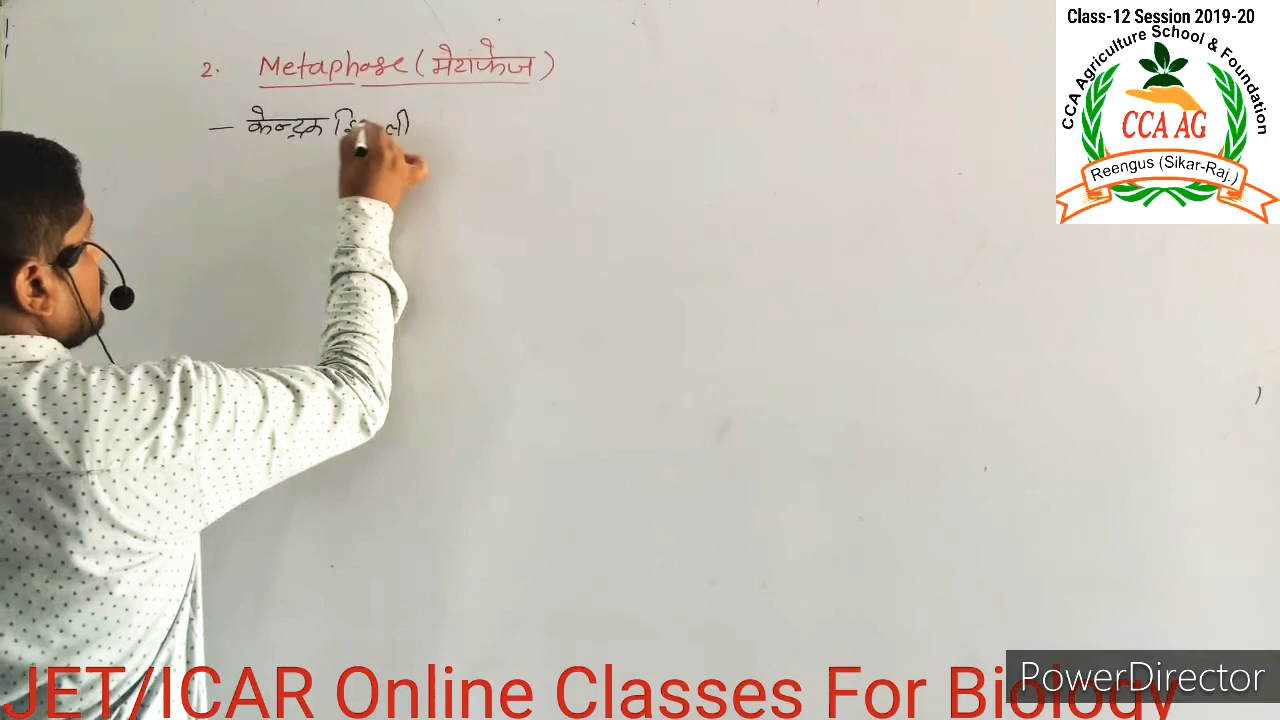 Class-12 Session 2019-20
CCA Agriculture School & Foundation
CCA AG
Reengus (Sikar-Raj.)
2. Metaphase (मेटाफेज)
– केन्द्रक
JET/ICAR Online Classes For Biology
PowerDirector